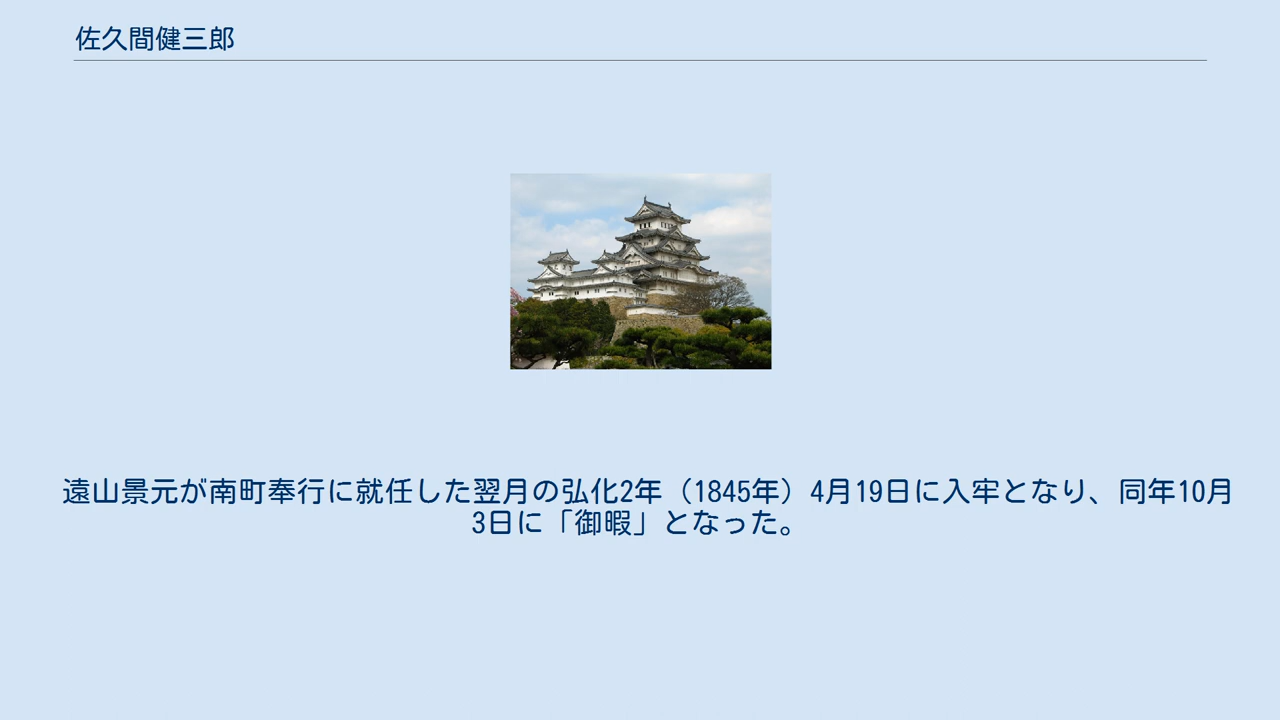 佐久間健三郎
遠山景元が南町奉行に就任した翌月の弘化2年（1845年）4月19日に入牢となり、同年10月
3日に「御暇」となった。